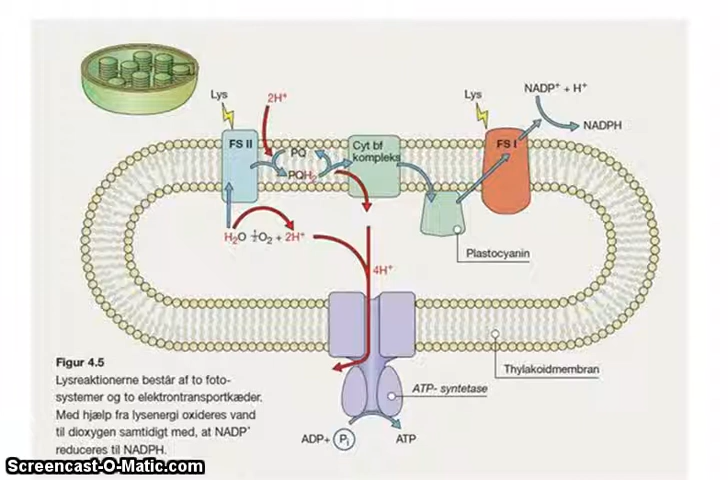 Lys
2H⁺
Lys
NADP⁺ + H⁺
NADPH
FS II
PQ
Cyt bf
kompleks
FS I
PQH₂
H₂O ½O₂ + 2H⁺
Plastocyanin
4H⁺
Figur 4.5
Lysreaktionerne består af to foto-
systemer og to elektrontransportkæder.
Med hjælp fra lysenergi oxideres vand
til dioxygen samtidigt med, at NADP⁺
reduceres til NADPH.
Thylakoidmembran
ATP- syntetase
ADP+ Pᵢ
ATP
Screencast-O-Matic.com